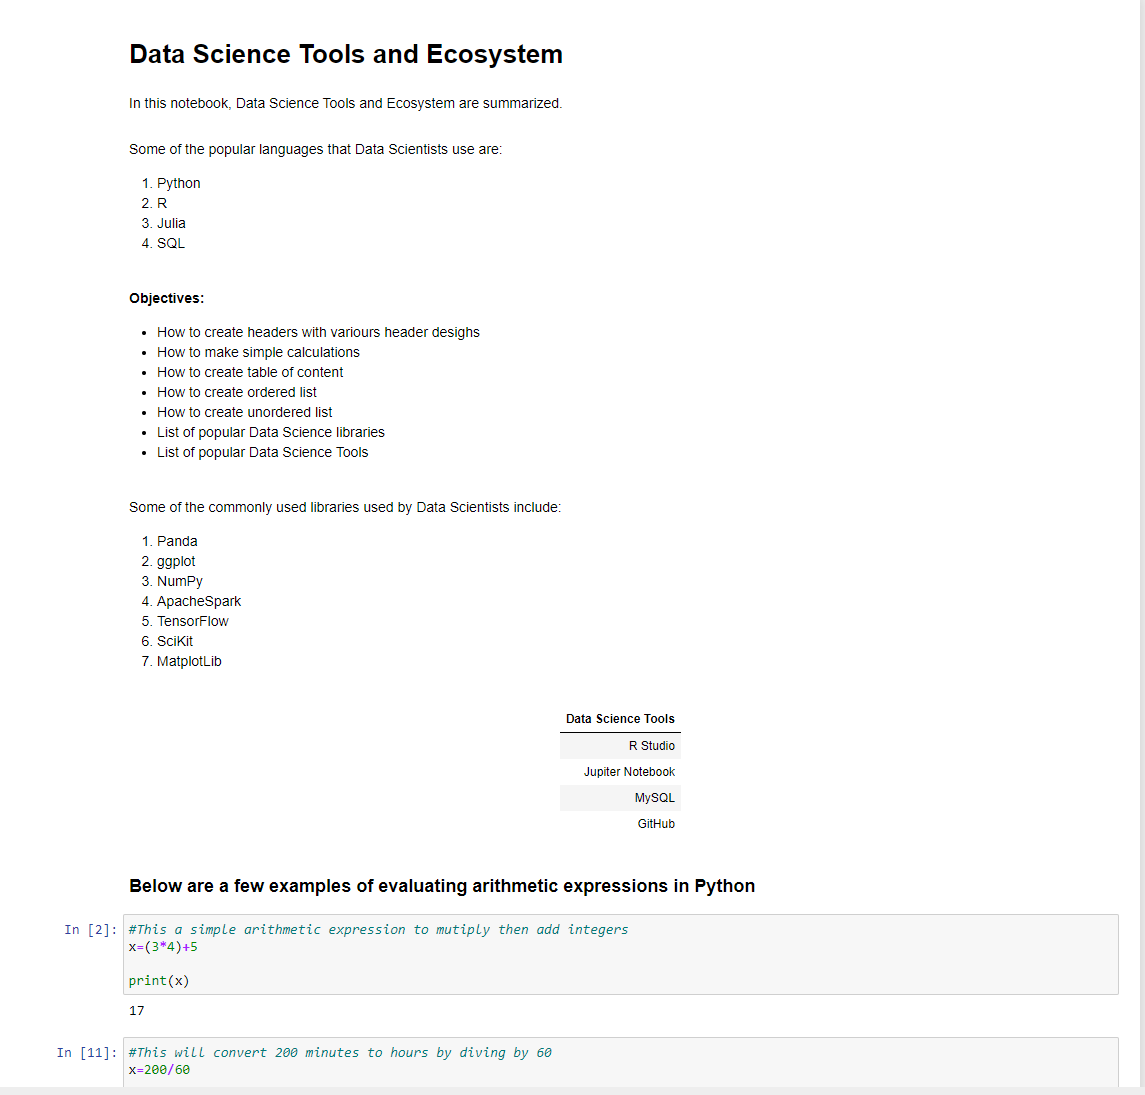 Data Science Tools and Ecosystem
In this notebook, Data Science Tools and Ecosystem are summarized.
Some of the popular languages that Data Scientists use are:
1. Python
2. R
3. Julia
4. SQL
Objectives:
• How to create headers with variours header desighs
• How to make simple calculations
• How to create table of content
• How to create ordered list
• How to create unordered list
• List of popular Data Science libraries
• List of popular Data Science Tools
Some of the commonly used libraries used by Data Scientists include:
1. Panda
2. ggplot
3. NumPy
4. ApacheSpark
5. TensorFlow
6. SciKit
7. MatplotLib
Data Science Tools
R Studio
Jupiter Notebook
MySQL
GitHub
Below are a few examples of evaluating arithmetic expressions in Python
In [2]: #This a simple arithmetic expression to mutiply then add integers
x=(3*4)+5
print(x)
17
In [11]: #This will convert 200 minutes to hours by diving by 60
x=200/60